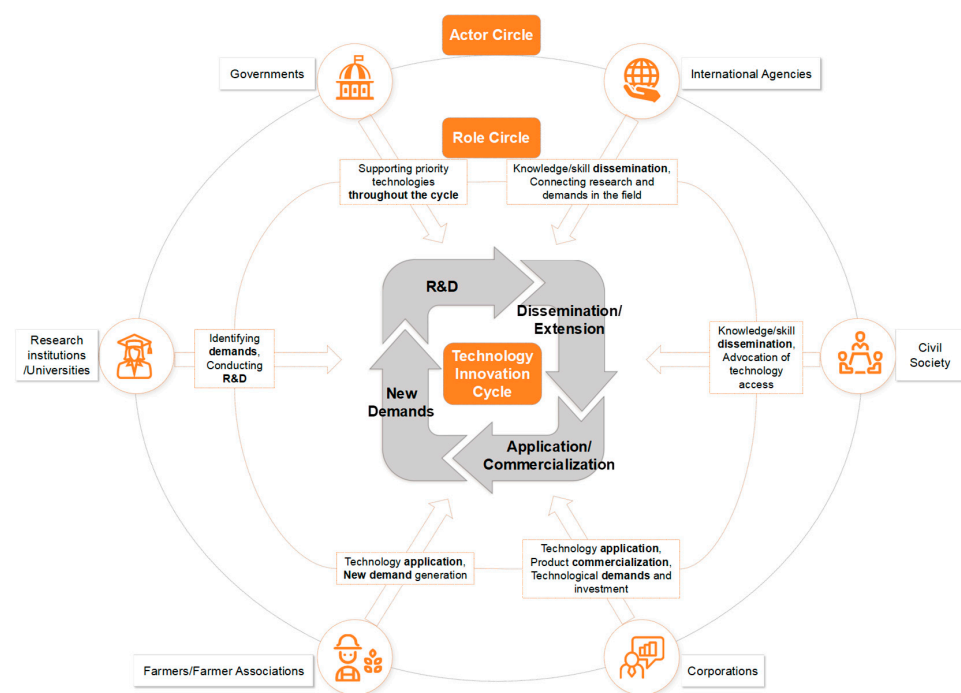 Actor Circle
Governments
International Agencies
Role Circle
Supporting priority
technologies
throughout the cycle
Knowledge/skill dissemination,
Connecting research and
demands in the field
R&D
Dissemination/
Extension
Research
institutions
/Universities
Identifying
demands,
Conducting
R&D
Technology
Innovation
Cycle
Knowledge/skill
dissemination,
Advocation of
technology
access
Civil
Society
New
Demands
Application/
Commercialization
Technology application,
New demand generation
Technology application,
Product commercialization,
Technological demands and
investment
Farmers/Farmer Associations
Corporations